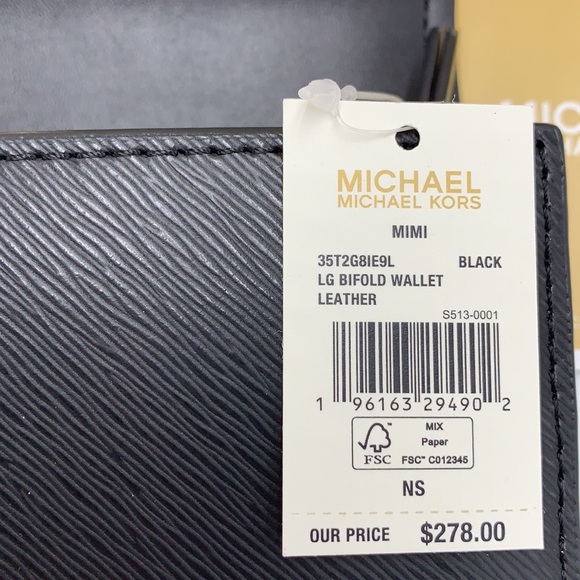 MICHAEL
MICHAEL KORS
MIMI
35T2G8IE9L BLACK
LG BIFOLD WALLET
LEATHER
S513-0001
1 96163 29490 2
FSC
MIX
Paper
FSC™ C012345
NS
OUR PRICE $278.00